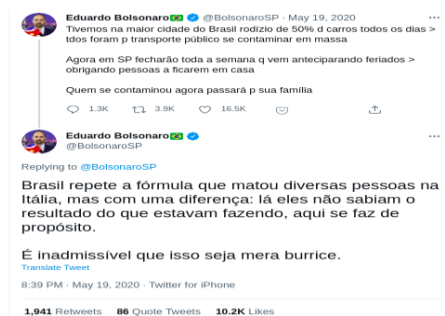 Eduardo Bolsonaro @BolsonaroSP · May 19, 2020
Tivemos na maior cidade do Brasil rodízio de 50% d carros todos os dias >
tdos foram p transporte público se contaminar em massa
Agora em SP fecharão toda a semana q vem anteciparando feriados >
obrigando pessoas a ficarem em casa
Quem se contaminou agora passará p sua família
1.3K 3.9K 16.5K
Eduardo Bolsonaro
@BolsonaroSP
Replying to @BolsonaroSP
Brasil repete a fórmula que matou diversas pessoas na
Itália, mas com uma diferença: lá eles não sabiam o
resultado do que estavam fazendo, aqui se faz de
propósito.
É inadmissível que isso seja mera burrice.
Translate Tweet
8:39 PM · May 19, 2020 · Twitter for iPhone
1,941 Retweets 86 Quote Tweets 10.2K Likes